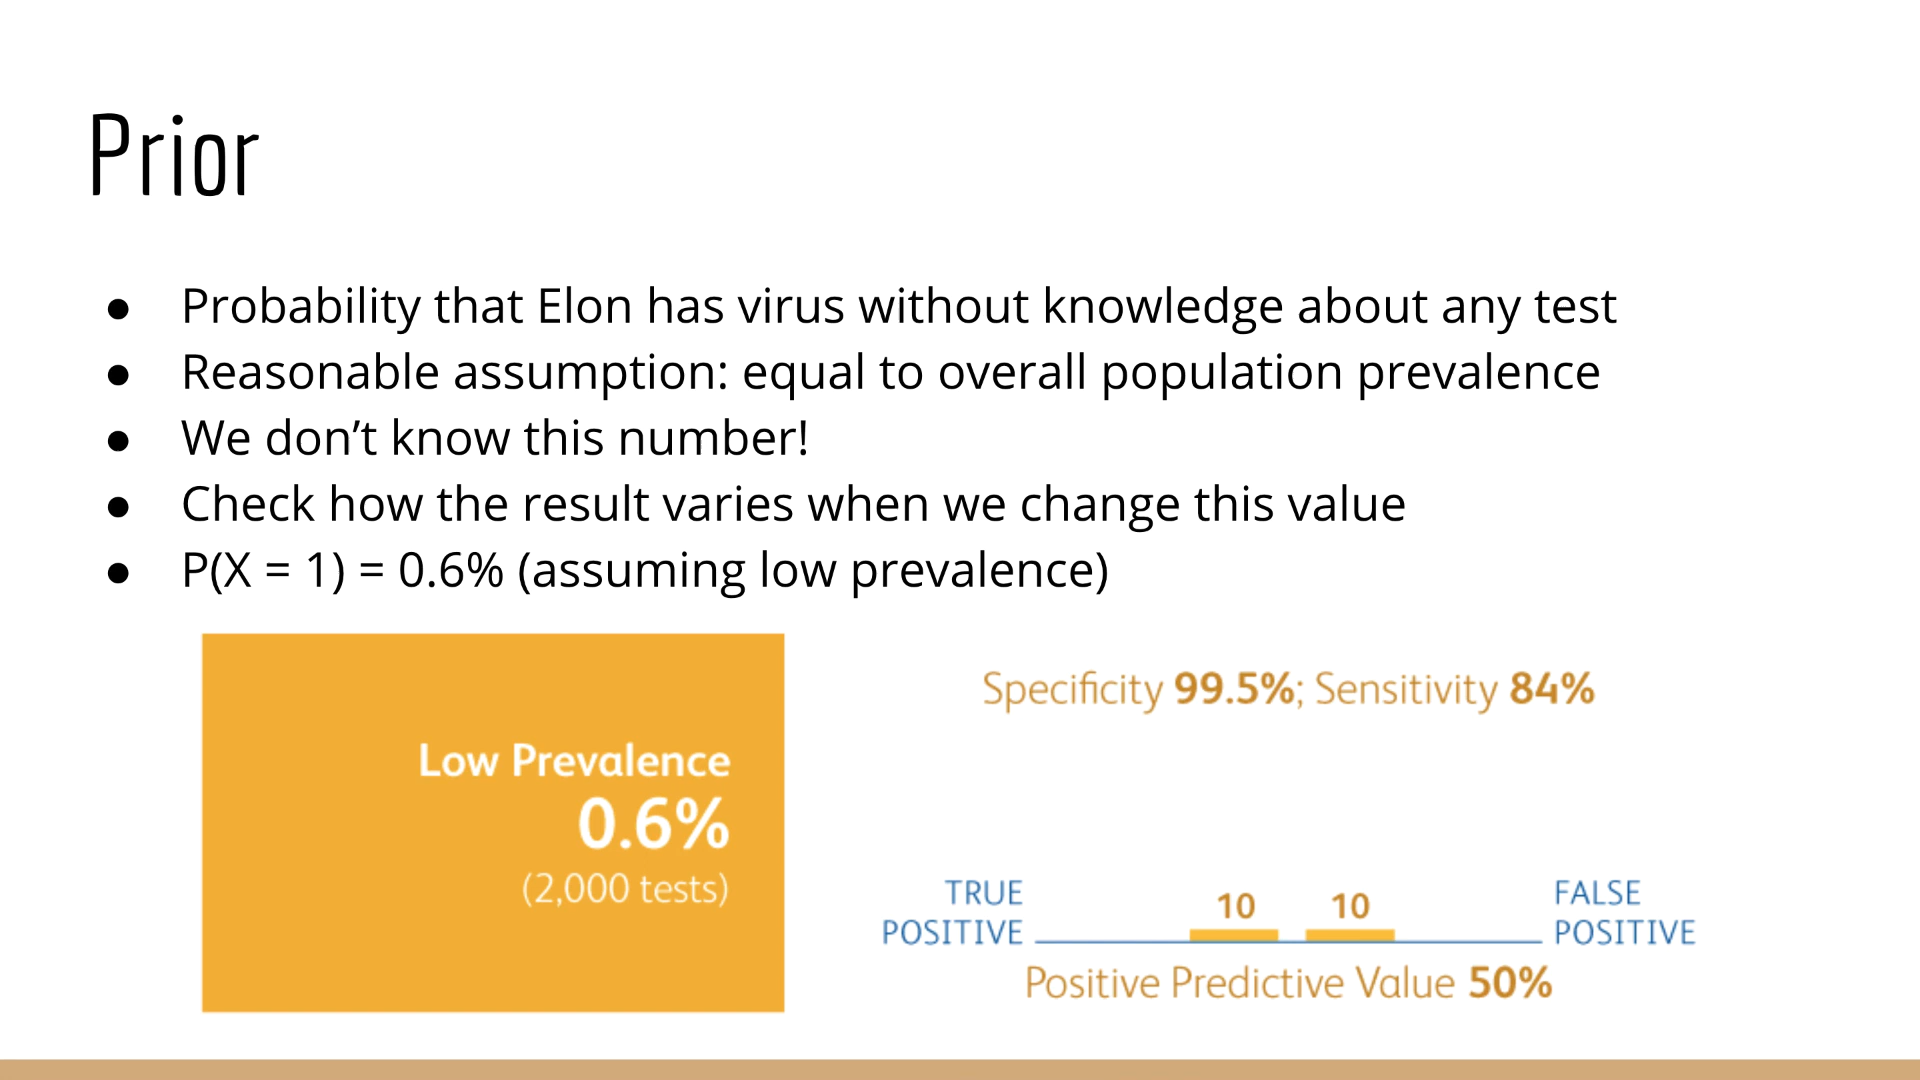 Prior
● Probability that Elon has virus without knowledge about any test
● Reasonable assumption: equal to overall population prevalence
● We don’t know this number!
● Check how the result varies when we change this value
● P(X = 1) = 0.6% (assuming low prevalence)
Low Prevalence
0.6%
(2,000 tests)
Specificity 99.5%; Sensitivity 84%
TRUE
POSITIVE
10 10
FALSE
POSITIVE
Positive Predictive Value 50%